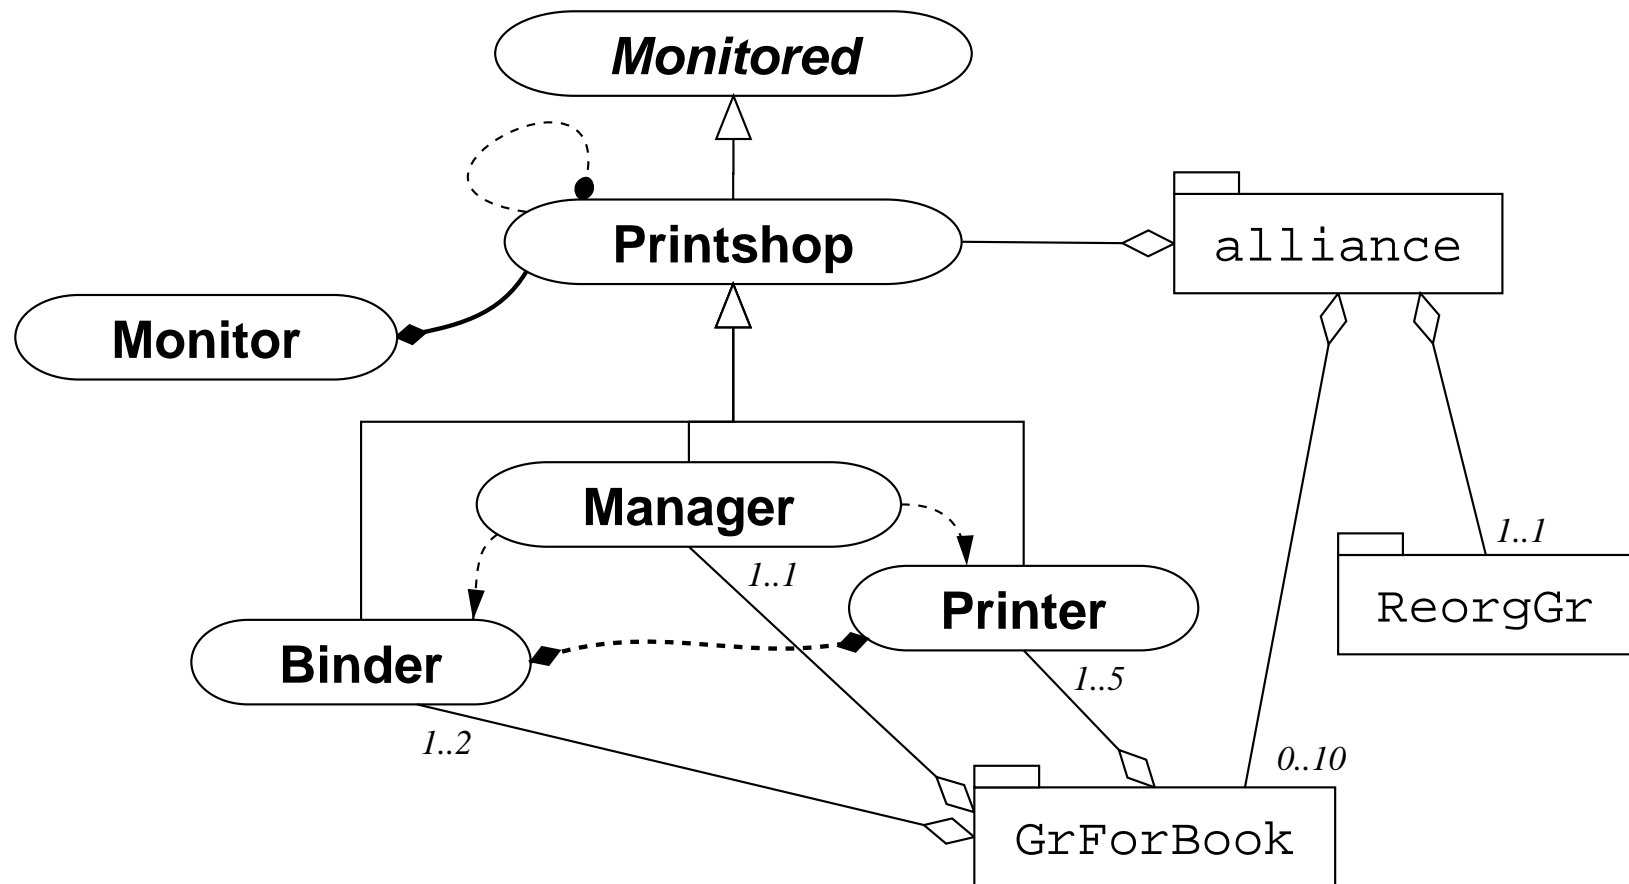 Monitored
Printshop
alliance
Monitor
Manager
1..1
1..1
Printer
ReorgGr
Binder
1..5
1..2
0..10
GrForBook